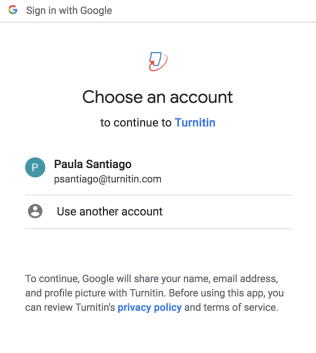 Sign in with Google
Choose an account
to continue to Turnitin
P
Paula Santiago
psantiago@turnitin.com
Use another account
To continue, Google will share your name, email address,
and profile picture with Turnitin. Before using this app, you
can review Turnitin's privacy policy and terms of service.